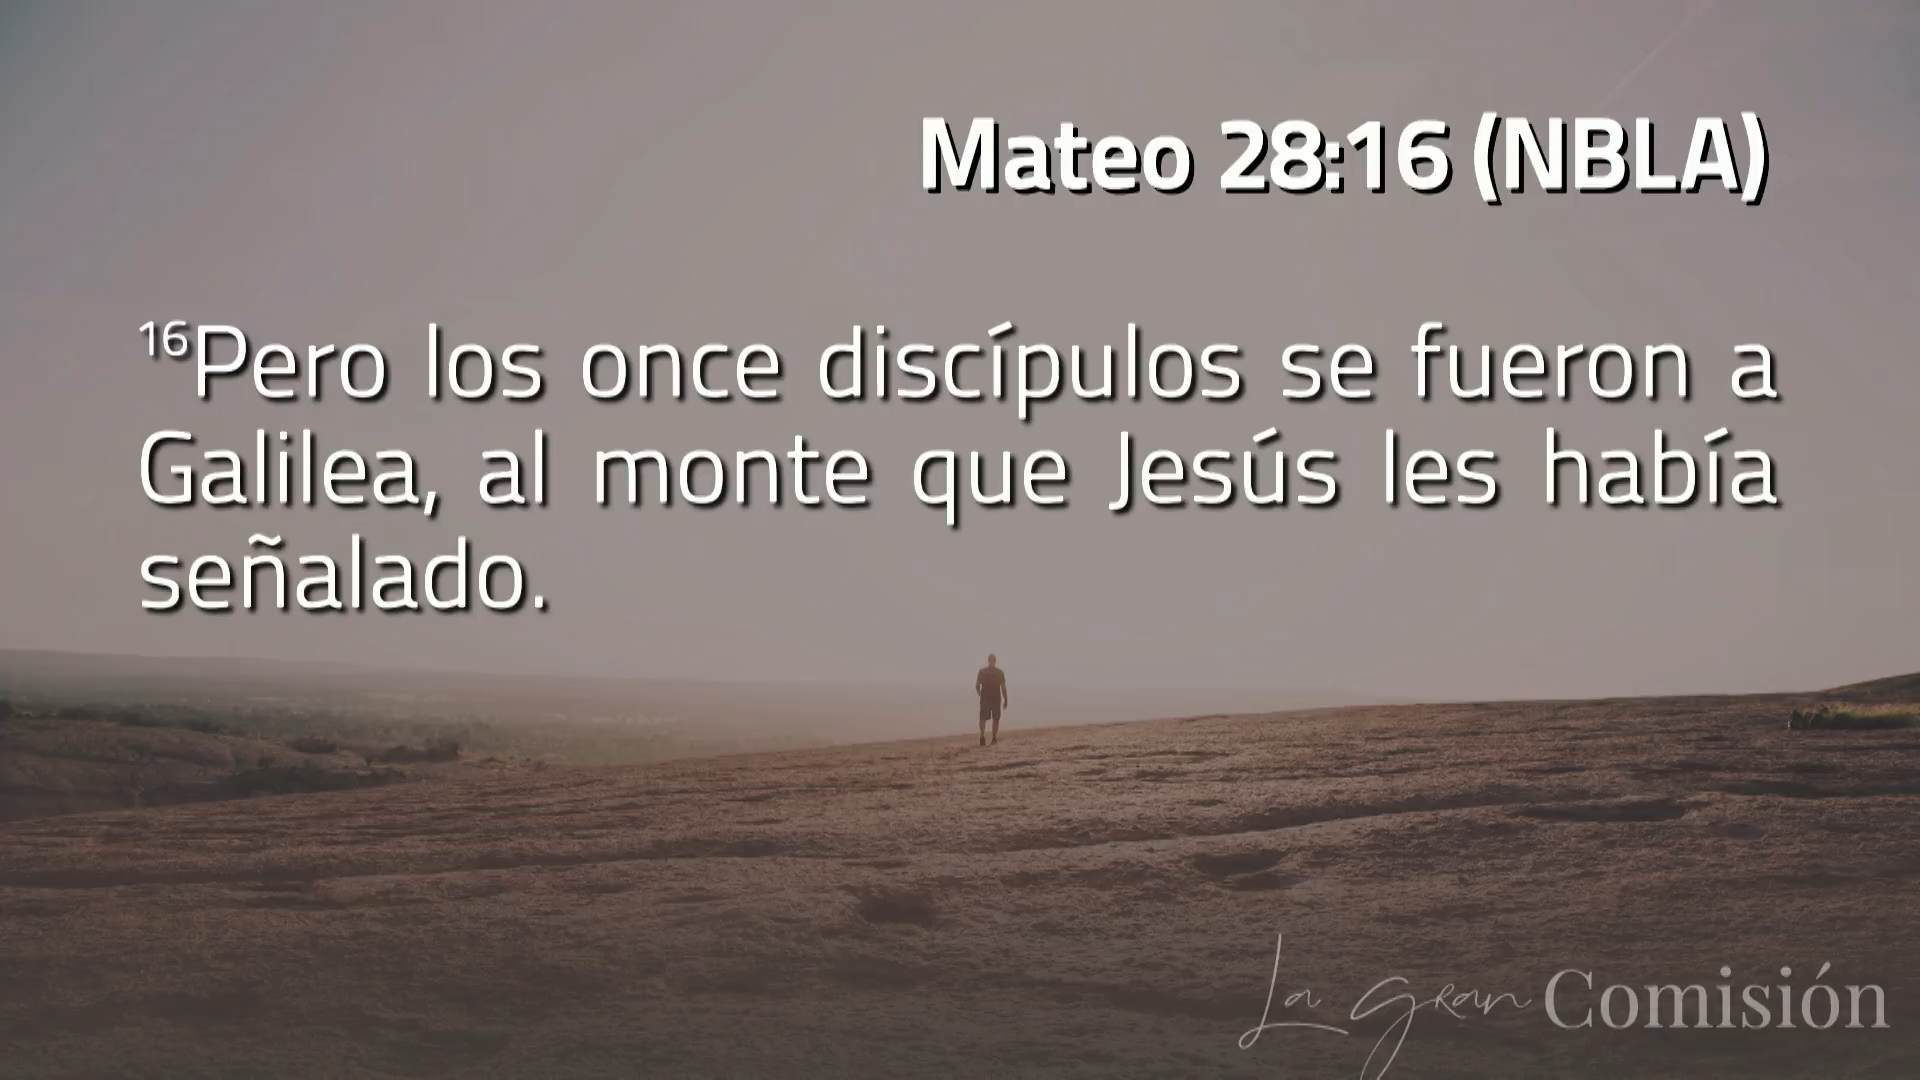 Mateo 28:16 (NBLA)
16Pero los once discípulos se fueron a
Galilea, al monte que Jesús les había
señalado.
La gran Comisión